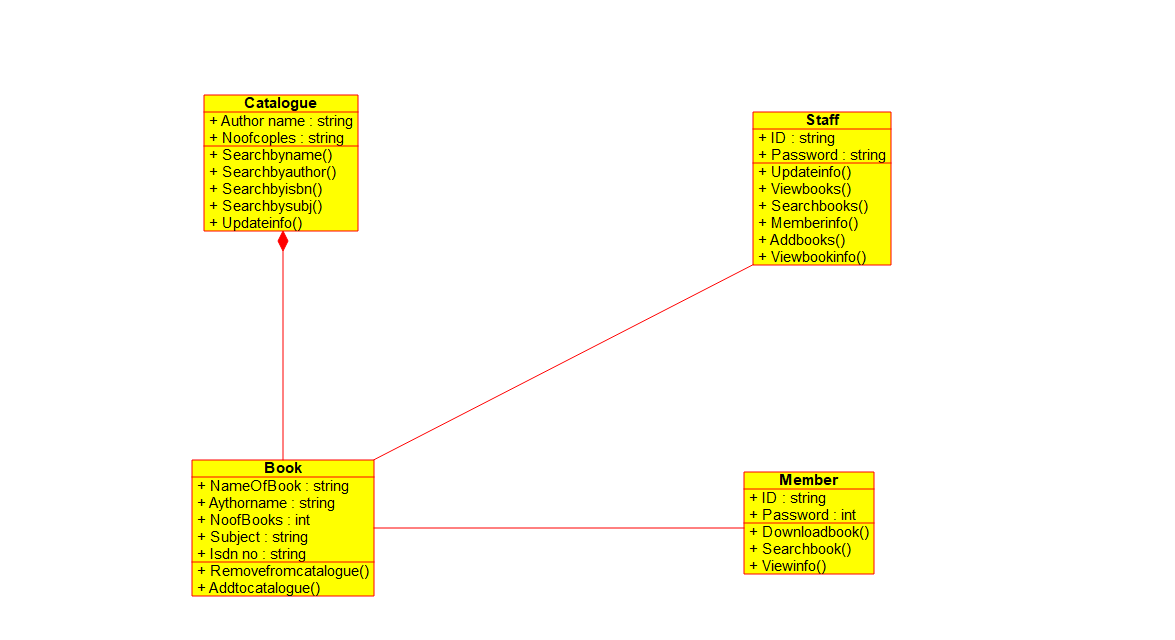 Catalogue
+ Author name : string
+ Noofcoples : string
+ Searchbyname()
+ Searchbyauthor()
+ Searchbyisbn()
+ Searchbysubj()
+ Updateinfo()
Staff
+ ID : string
+ Password : string
+ Updateinfo()
+ Viewbooks()
+ Searchbooks()
+ Memberinfo()
+ Addbooks()
+ Viewbookinfo()
Book
+ NameOfBook : string
+ Aythorname : string
+ NoofBooks : int
+ Subject : string
+ Isdn no : string
+ Removefromcatalogue()
+ Addtocatalogue()
Member
+ ID : string
+ Password : int
+ Downloadbook()
+ Searchbook()
+ Viewinfo()